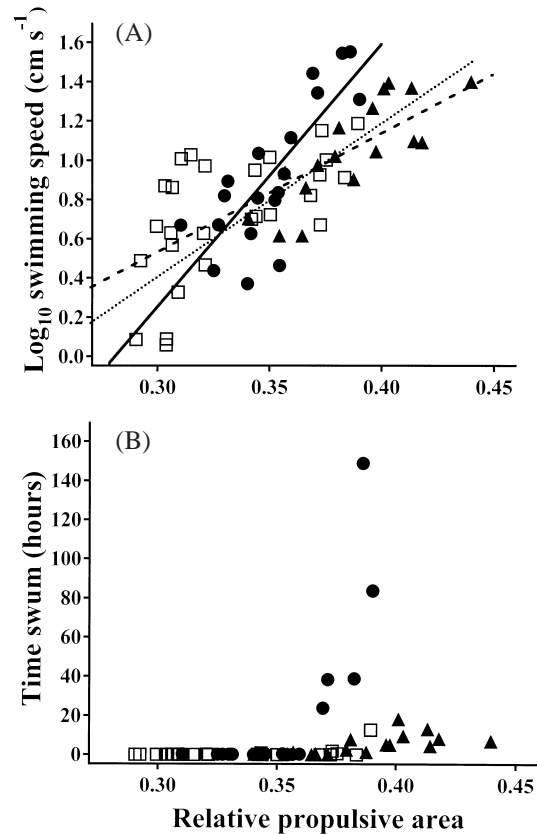 (A)
Log10 swimming speed (cm s-1)
1.6
1.4
1.2
1.0
0.8
0.6
0.4
0.2
0.0
0.30 0.35 0.40 0.45
(B)
Time swum (hours)
160
140
120
100
80
60
40
20
0
0.30 0.35 0.40 0.45
Relative propulsive area